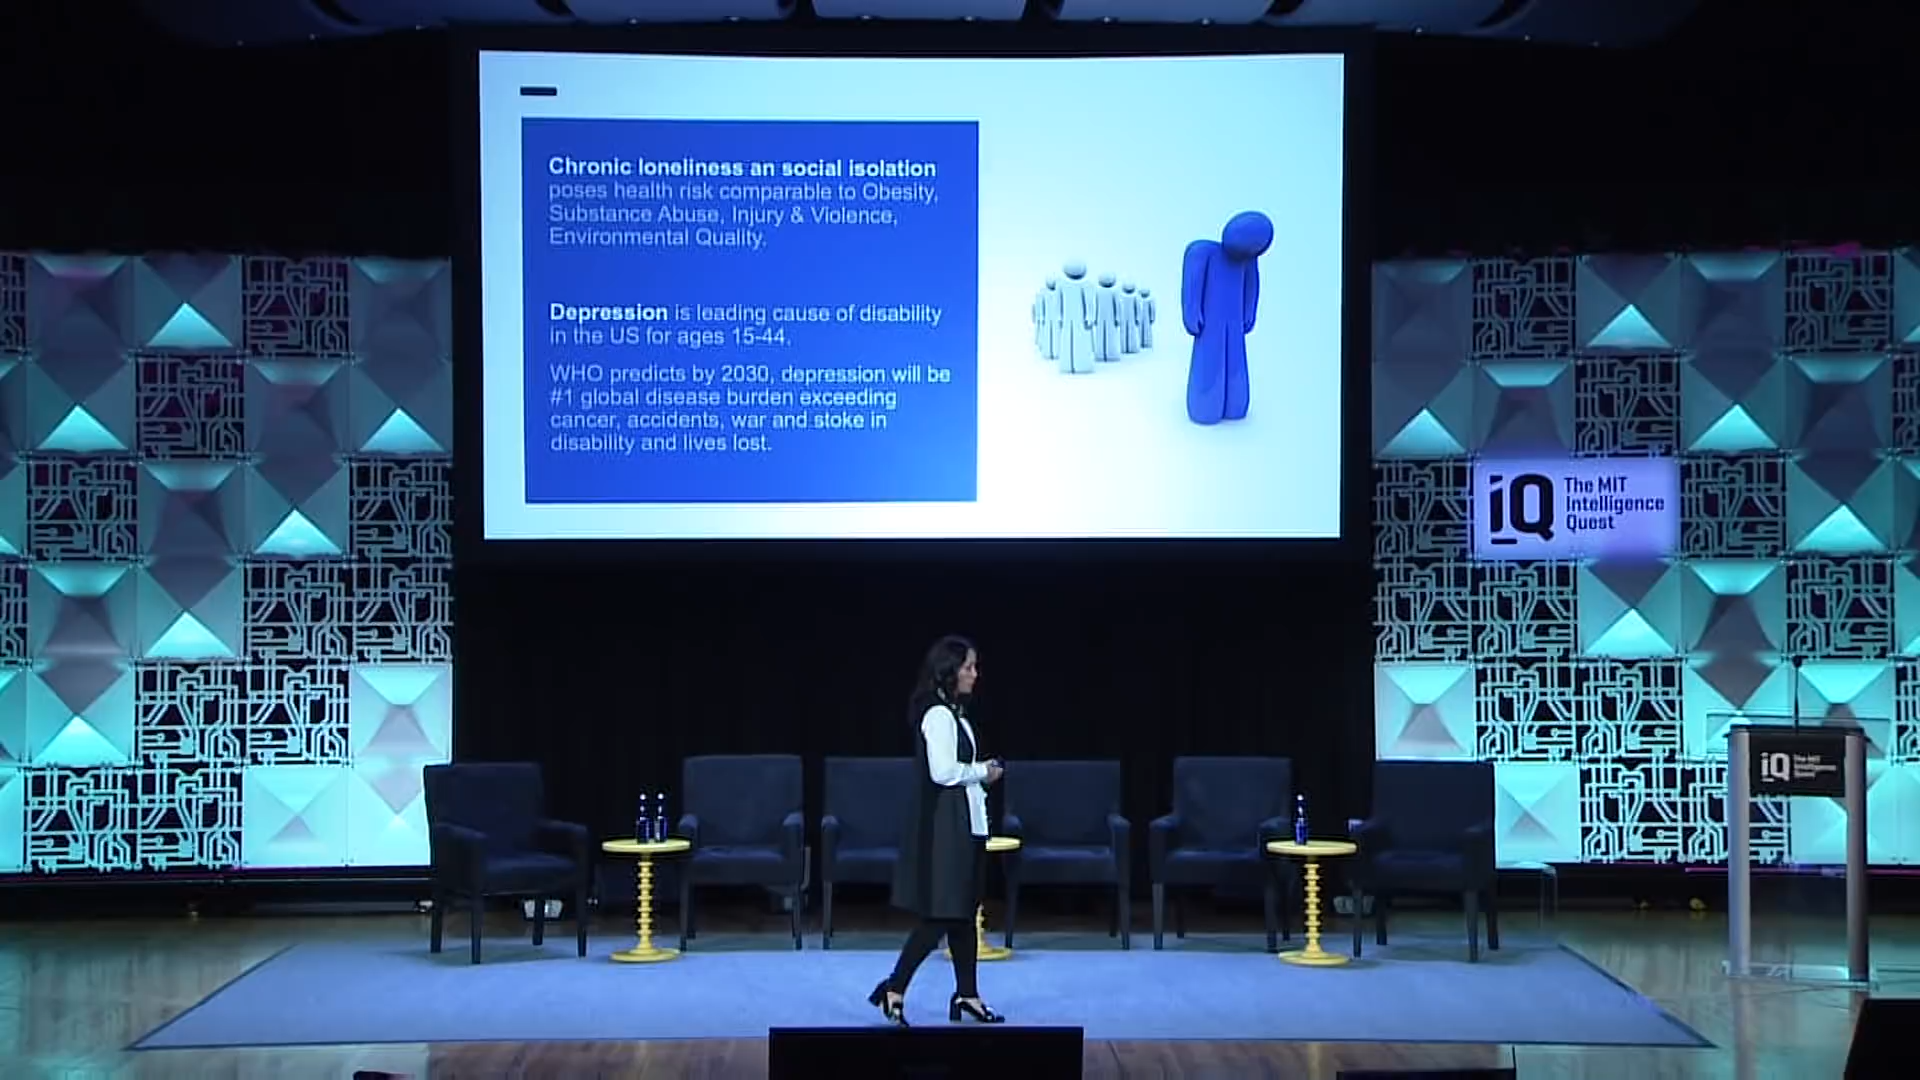 Chronic loneliness an social isolation
poses health risk comparable to Obesity,
Substance Abuse, Injury & Violence,
Environmental Quality.
Depression is leading cause of disability
in the US for ages 15-44.
WHO predicts by 2030, depression will be
#1 global disease burden exceeding
cancer, accidents, war and stoke in
disability and lives lost.
iQ The MIT
Intelligence
Quest
iQ